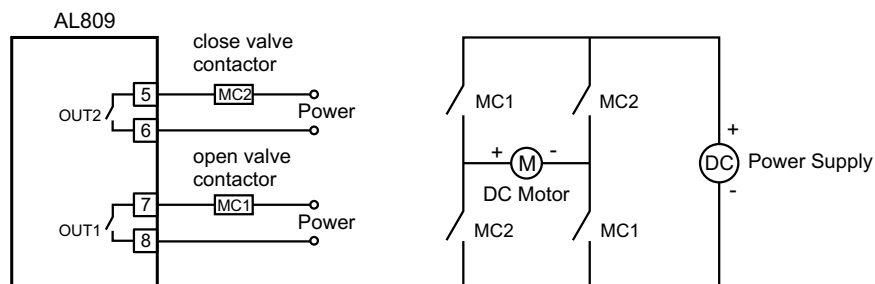 AL809
close valve
contactor
5
MC2
Power
OUT2
6
open valve
contactor
7
MC1
Power
OUT1
8
MC1
MC2
+
M
-
DC Motor
MC2
MC1
+
DC
Power Supply
-